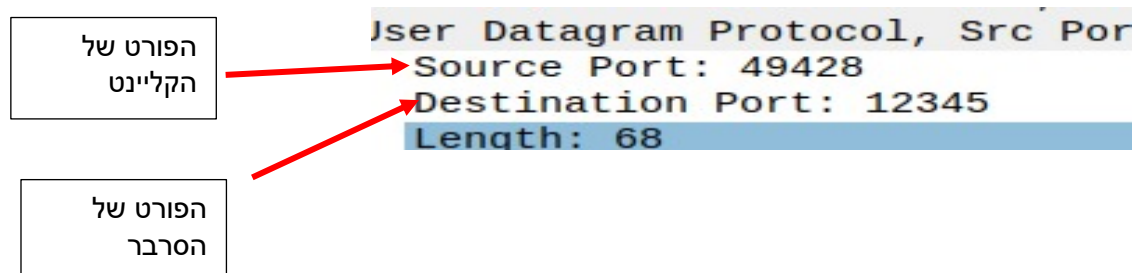 הפורט של
הקליינט
User Datagram Protocol, Src Por
Source Port: 49428
Destination Port: 12345
Length: 68
הפורט של
הסרבר